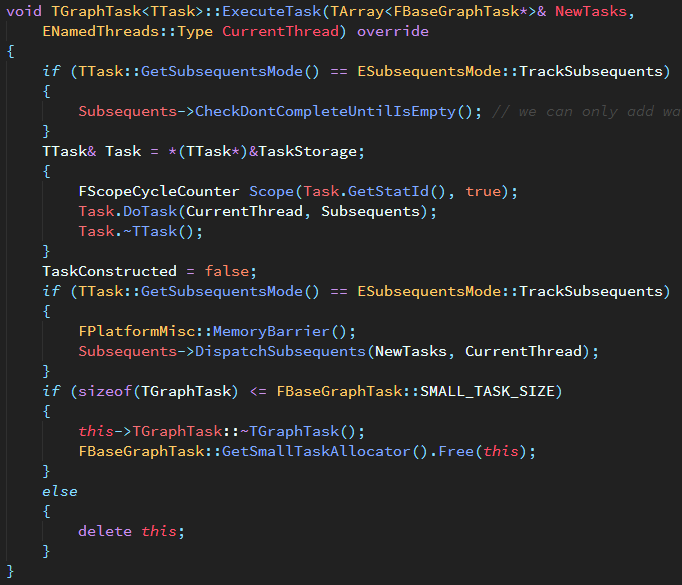 void TGraphTask<TTask>::ExecuteTask(TArray<FBaseGraphTask*>& NewTasks,
    ENamedThreads::Type CurrentThread) override
{
    if (TTask::GetSubsequentsMode() == ESubsequentsMode::TrackSubsequents)
    {
        Subsequents->CheckDontCompleteUntilIsEmpty(); // we can only add wa
    }
    TTask& Task = *(TTask*)&TaskStorage;
    {
        FScopeCycleCounter Scope(Task.GetStatId(), true);
        Task.DoTask(CurrentThread, Subsequents);
        Task.~TTask();
    }
    TaskConstructed = false;
    if (TTask::GetSubsequentsMode() == ESubsequentsMode::TrackSubsequents)
    {
        FPlatformMisc::MemoryBarrier();
        Subsequents->DispatchSubsequents(NewTasks, CurrentThread);
    }
    if (sizeof(TGraphTask) <= FBaseGraphTask::SMALL_TASK_SIZE)
    {
        this->TGraphTask::~TGraphTask();
        FBaseGraphTask::GetSmallTaskAllocator().Free(this);
    }
    else
    {
        delete this;
    }
}